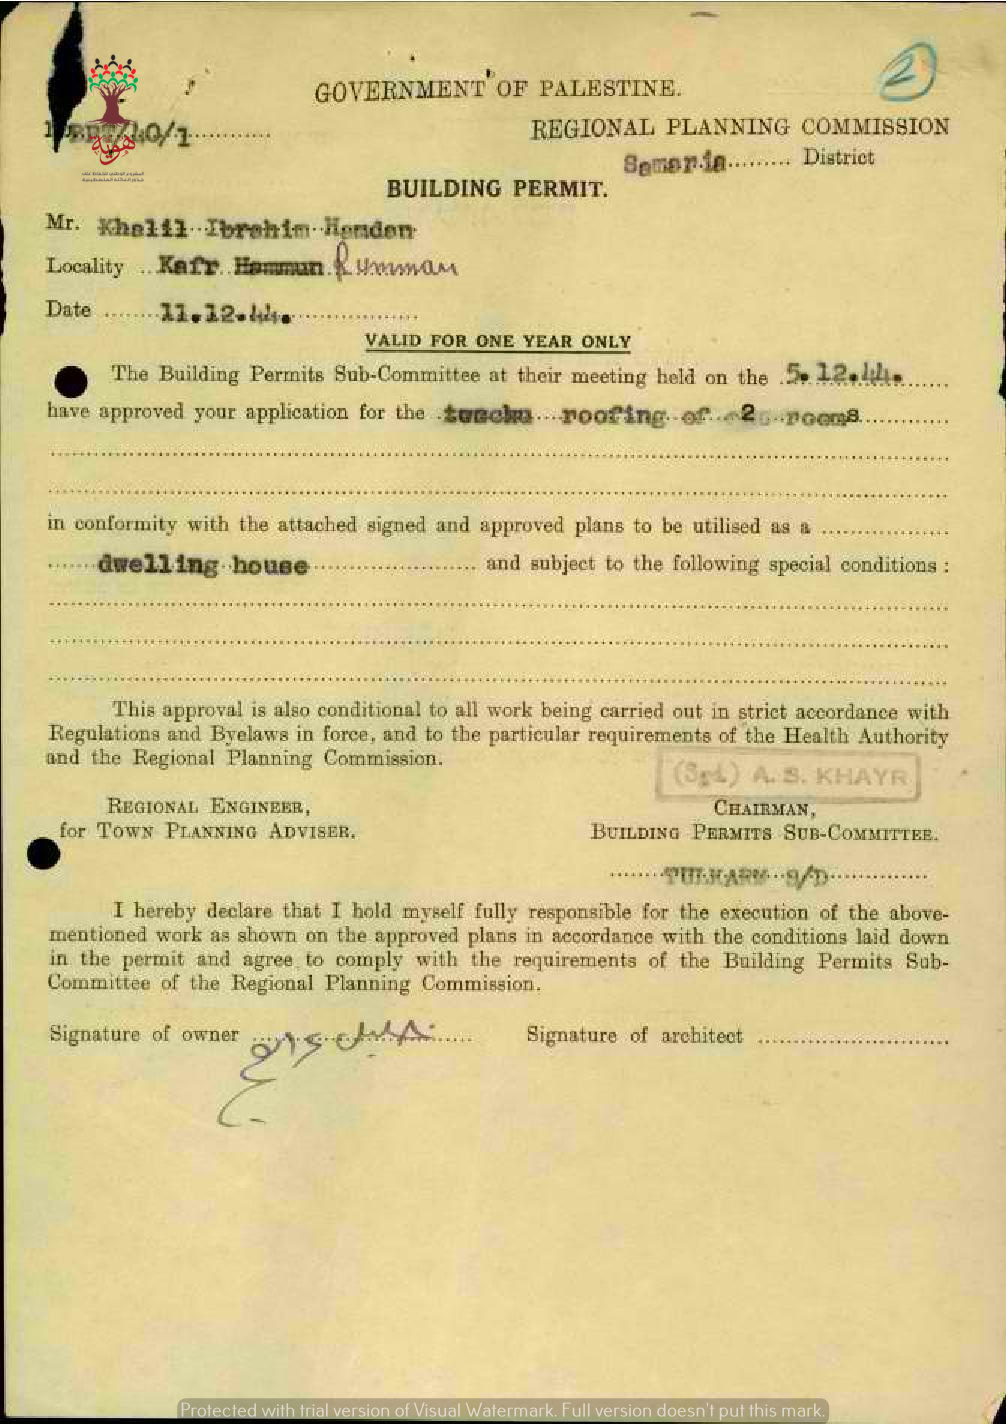 2
GOVERNMENT OF PALESTINE.
/40/1
REGIONAL PLANNING COMMISSION
Samaria District
BUILDING PERMIT.
Mr. Khalil Ibrahim Hamdan
Locality Kafr Hammun Rumman
Date 11.12.44.
VALID FOR ONE YEAR ONLY
The Building Permits Sub-Committee at their meeting held on the 5.12.44.
have approved your application for the roofing of 2 rooms
in conformity with the attached signed and approved plans to be utilised as a
dwelling house and subject to the following special conditions :
This approval is also conditional to all work being carried out in strict accordance with
Regulations and Byelaws in force, and to the particular requirements of the Health Authority
and the Regional Planning Commission.
(Sgd) A. S. KHAYR
REGIONAL ENGINEER,
for TOWN PLANNING ADVISER.
CHAIRMAN,
BUILDING PERMITS SUB-COMMITTEE.
TULKARM S/D
I hereby declare that I hold myself fully responsible for the execution of the above-
mentioned work as shown on the approved plans in accordance with the conditions laid down
in the permit and agree to comply with the requirements of the Building Permits Sub-
Committee of the Regional Planning Commission.
Signature of owner خليل
Signature of architect
Protected with trial version of Visual Watermark. Full version doesn't put this mark.